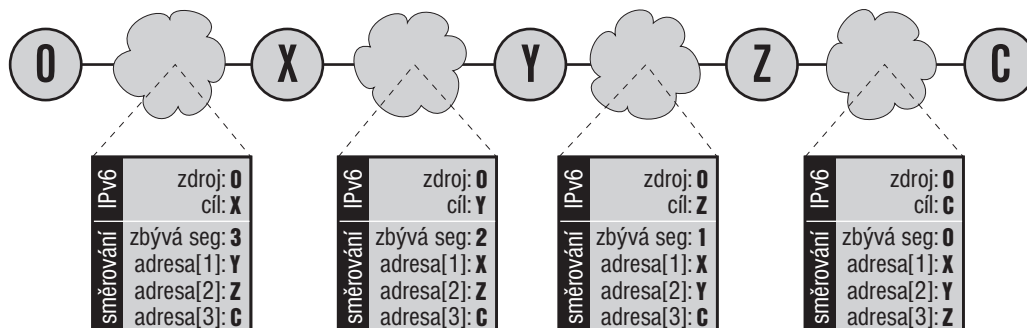 O X Y Z C
IPv6
zdroj: O
cíl: X
směrování
zbývá seg: 3
adresa[1]: Y
adresa[2]: Z
adresa[3]: C
IPv6
zdroj: O
cíl: Y
směrování
zbývá seg: 2
adresa[1]: X
adresa[2]: Z
adresa[3]: C
IPv6
zdroj: O
cíl: Z
směrování
zbývá seg: 1
adresa[1]: X
adresa[2]: Y
adresa[3]: C
IPv6
zdroj: O
cíl: C
směrování
zbývá seg: 0
adresa[1]: X
adresa[2]: Y
adresa[3]: Z